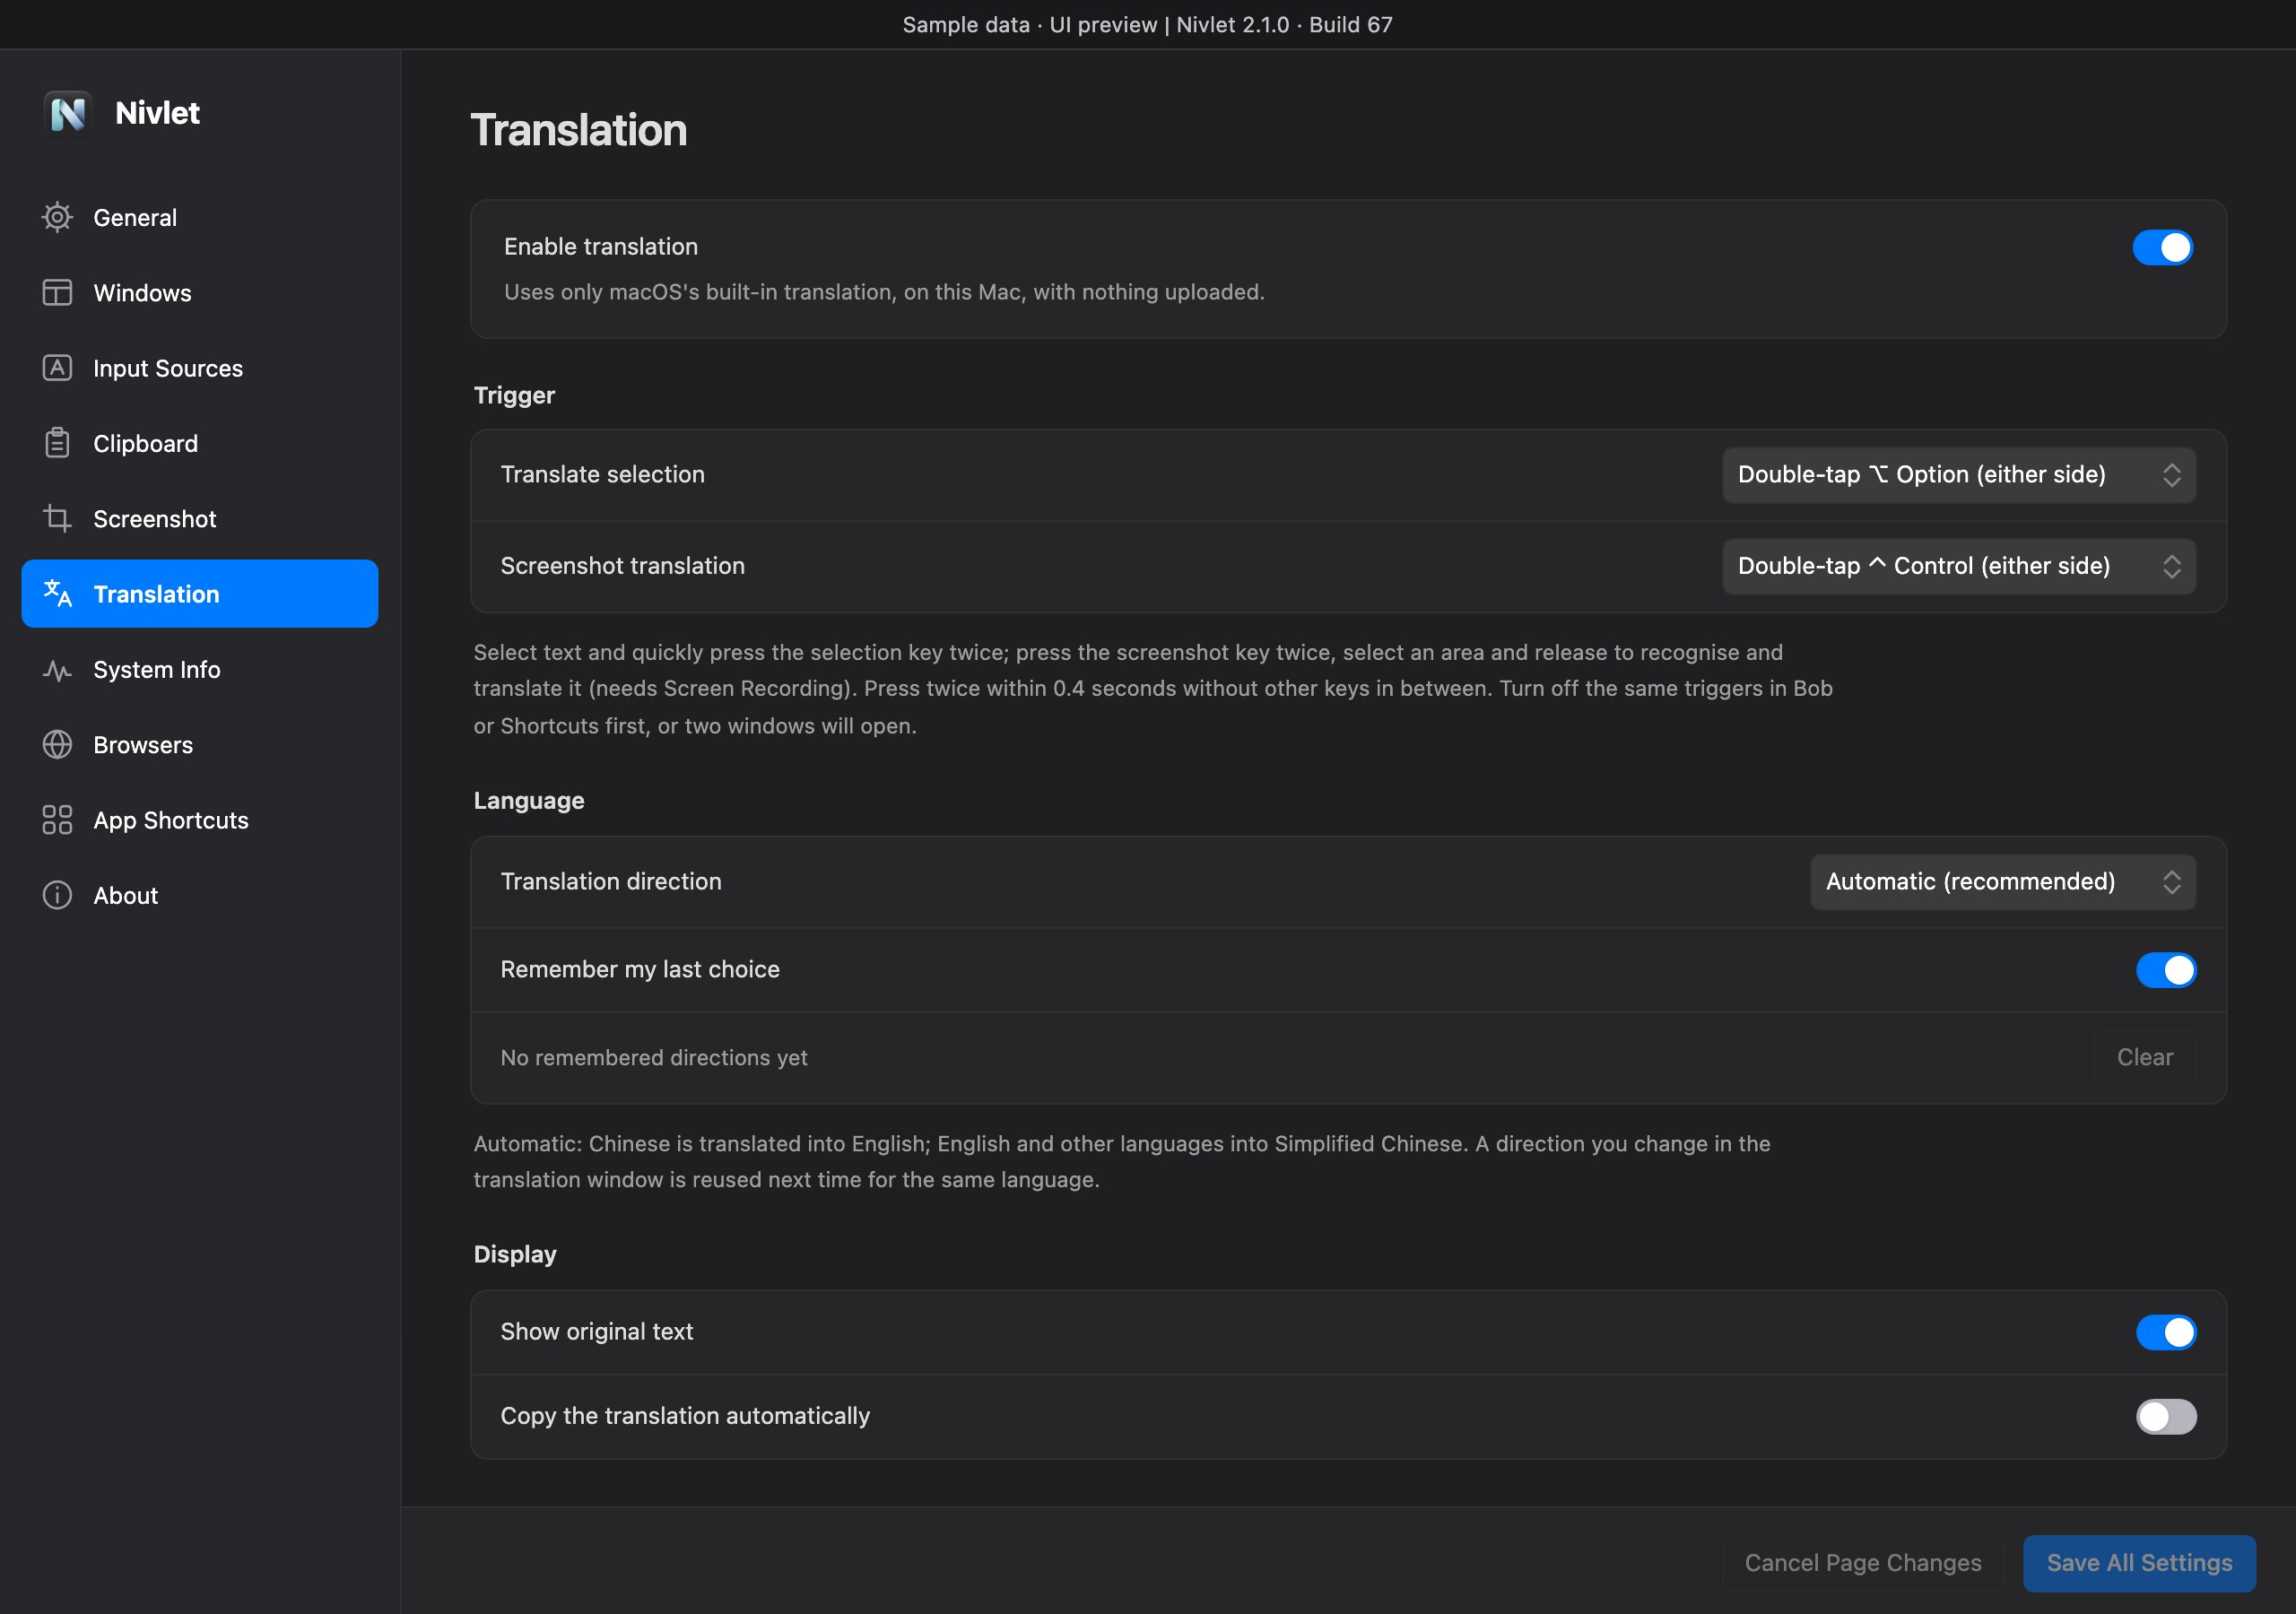 Sample data · UI preview | Nivlet 2.1.0 · Build 67
Nivlet
General
Windows
Input Sources
Clipboard
Screenshot
Translation
System Info
Browsers
App Shortcuts
About
Translation
Enable translation
Uses only macOS's built-in translation, on this Mac, with nothing uploaded.
Trigger
Translate selection
Double-tap ⌥ Option (either side)
Screenshot translation
Double-tap ⌃ Control (either side)
Select text and quickly press the selection key twice; press the screenshot key twice, select an area and release to recognise and
translate it (needs Screen Recording). Press twice within 0.4 seconds without other keys in between. Turn off the same triggers in Bob
or Shortcuts first, or two windows will open.
Language
Translation direction
Automatic (recommended)
Remember my last choice
No remembered directions yet
Clear
Automatic: Chinese is translated into English; English and other languages into Simplified Chinese. A direction you change in the
translation window is reused next time for the same language.
Display
Show original text
Copy the translation automatically
Cancel Page Changes
Save All Settings